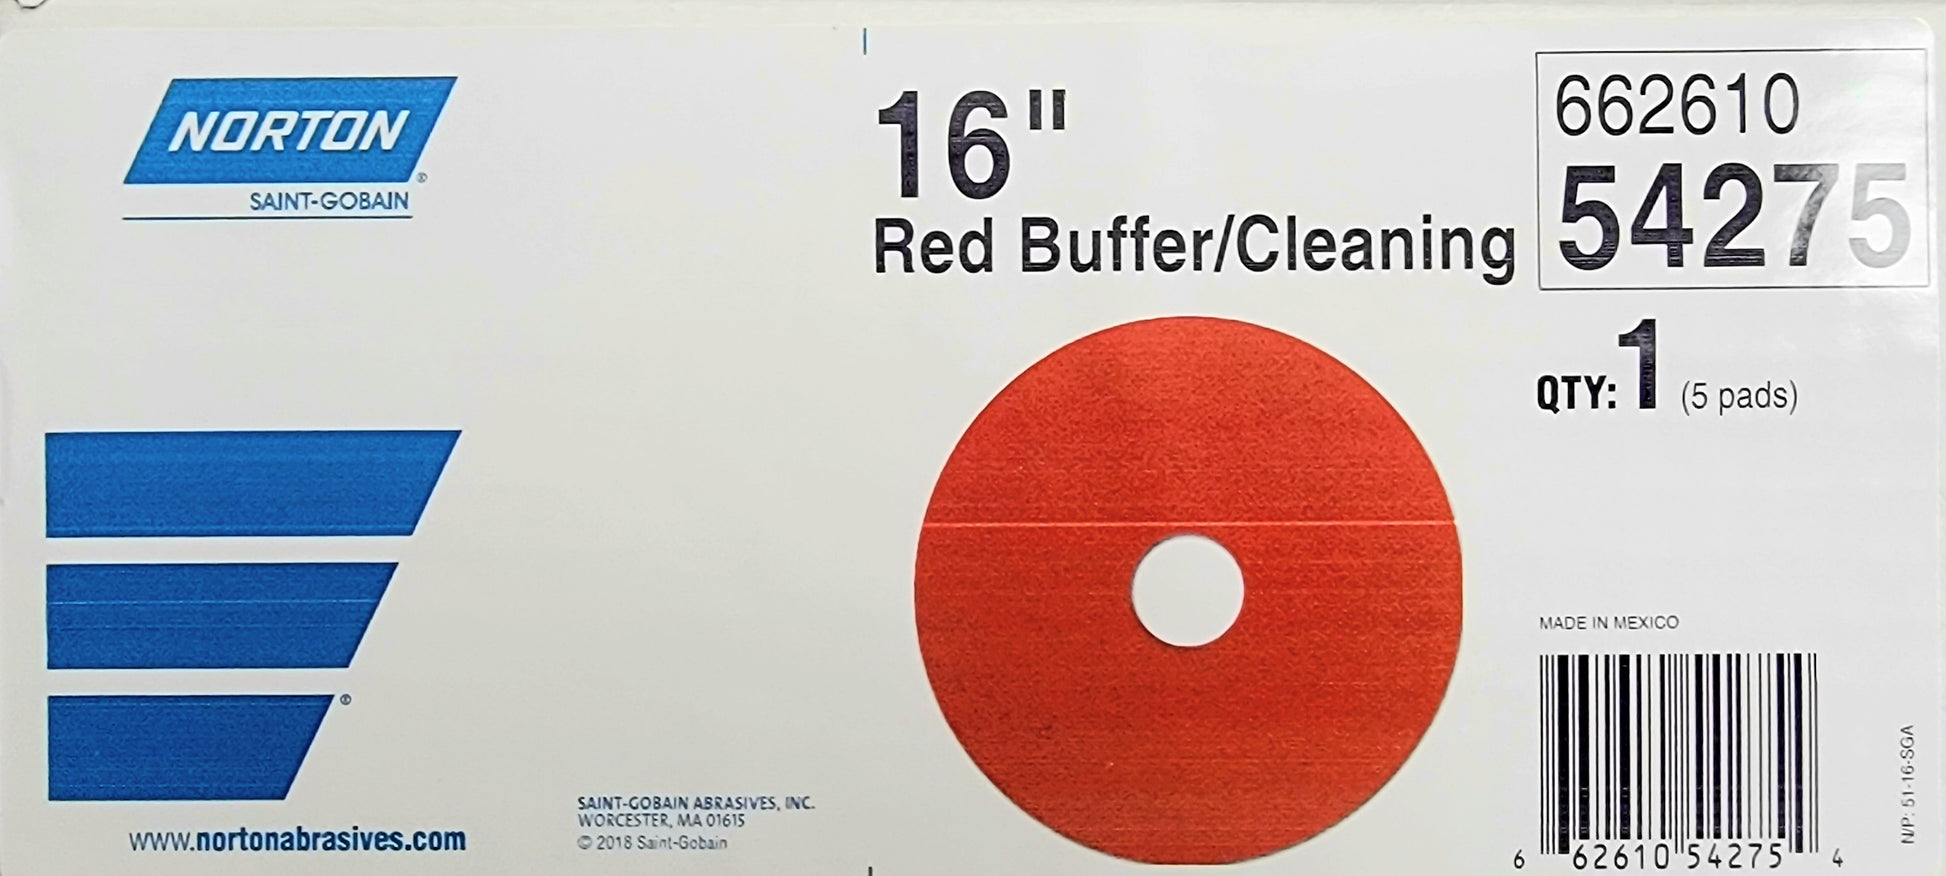 NORTON
®
SAINT-GOBAIN
16"
Red Buffer/Cleaning
662610
54275
QTY: 1 (5 pads)
®
www.nortonabrasives.com
SAINT-GOBAIN ABRASIVES, INC.
WORCESTER, MA 01615
© 2018 Saint-Gobain
MADE IN MEXICO
6 62610 54275 4
N/P: 51-16-SGA